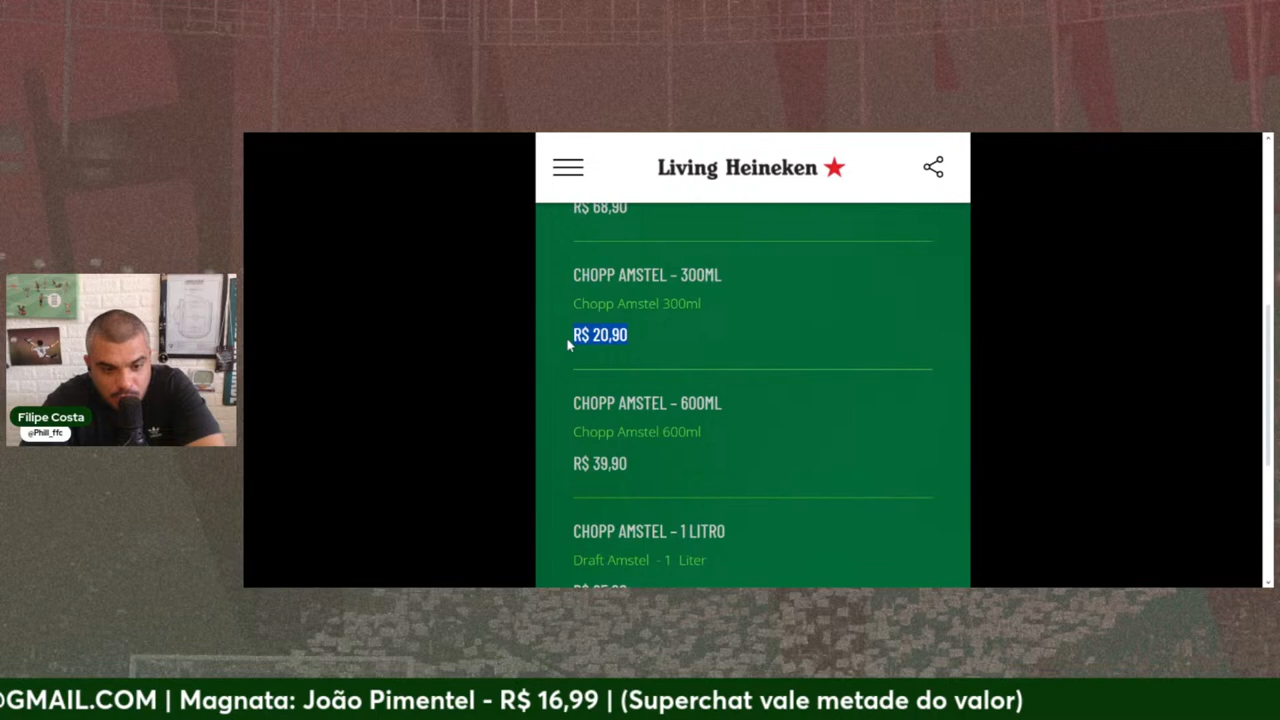 Living Heineken
R$ 68,90
CHOPP AMSTEL – 300ML
Chopp Amstel 300ml
R$ 20,90
CHOPP AMSTEL – 600ML
Chopp Amstel 600ml
R$ 39,90
CHOPP AMSTEL – 1 LITRO
Draft Amstel - 1 Liter
Filipe Costa
@Phill_ffc
@GMAIL.COM | Magnata: João Pimentel - R$ 16,99 | (Superchat vale metade do valor)